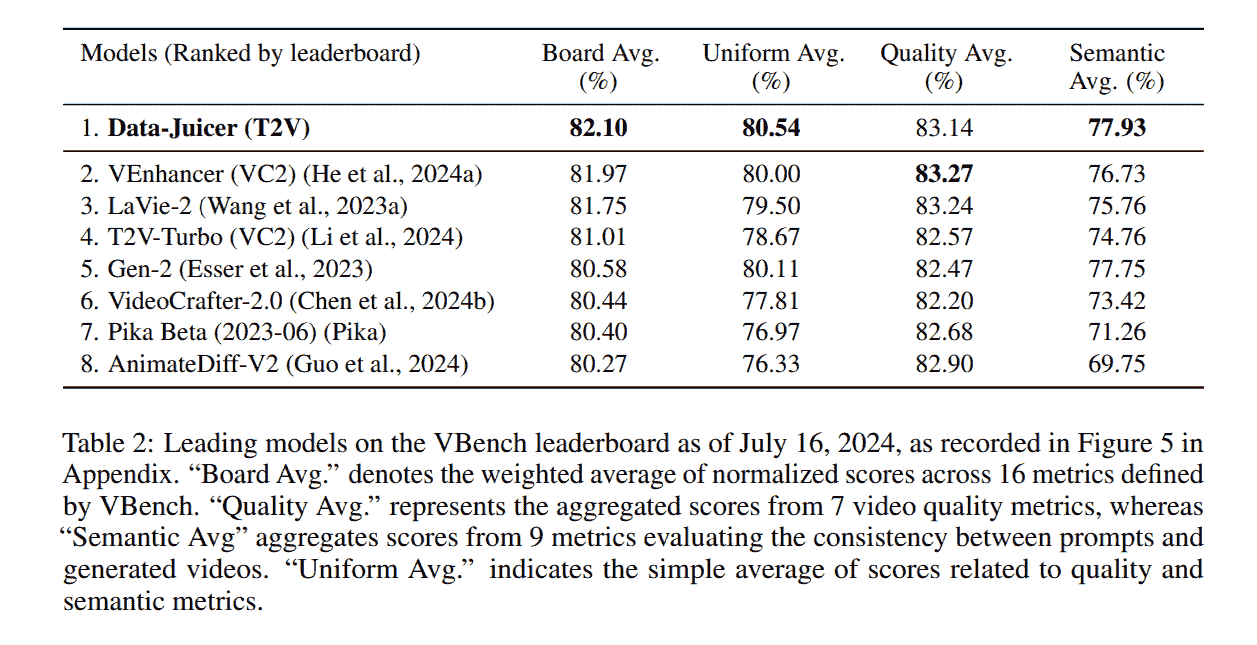 Models (Ranked by leaderboard) Board Avg. (%) Uniform Avg. (%) Quality Avg. (%) Semantic Avg. (%)
1. Data-Juicer (T2V) 82.10 80.54 83.14 77.93
2. VEnhancer (VC2) (He et al., 2024a) 81.97 80.00 83.27 76.73
3. LaVie-2 (Wang et al., 2023a) 81.75 79.50 83.24 75.76
4. T2V-Turbo (VC2) (Li et al., 2024) 81.01 78.67 82.57 74.76
5. Gen-2 (Esser et al., 2023) 80.58 80.11 82.47 77.75
6. VideoCrafter-2.0 (Chen et al., 2024b) 80.44 77.81 82.20 73.42
7. Pika Beta (2023-06) (Pika) 80.40 76.97 82.68 71.26
8. AnimateDiff-V2 (Guo et al., 2024) 80.27 76.33 82.90 69.75
Table 2: Leading models on the VBench leaderboard as of July 16, 2024, as recorded in Figure 5 in
Appendix. “Board Avg.” denotes the weighted average of normalized scores across 16 metrics defined
by VBench. “Quality Avg.” represents the aggregated scores from 7 video quality metrics, whereas
“Semantic Avg” aggregates scores from 9 metrics evaluating the consistency between prompts and
generated videos. “Uniform Avg.” indicates the simple average of scores related to quality and
semantic metrics.